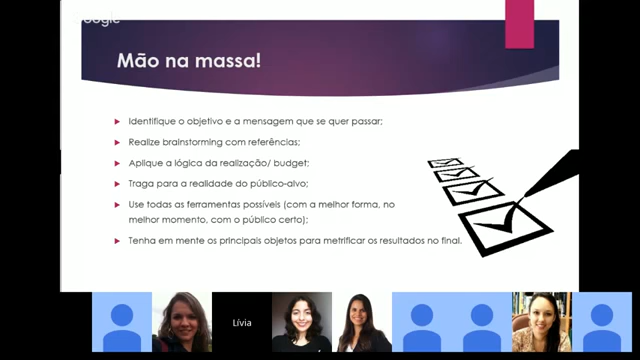 Google
Mão na massa!
Identifique o objetivo e a mensagem que se quer passar;
Realize brainstorming com referências;
Aplique a lógica da realização/ budget;
Traga para a realidade do público-alvo;
Use todas as ferramentas possíveis (com a melhor forma, no
melhor momento, com o público certo);
Tenha em mente os principais objetos para metrificar os resultados no final.
Lívia